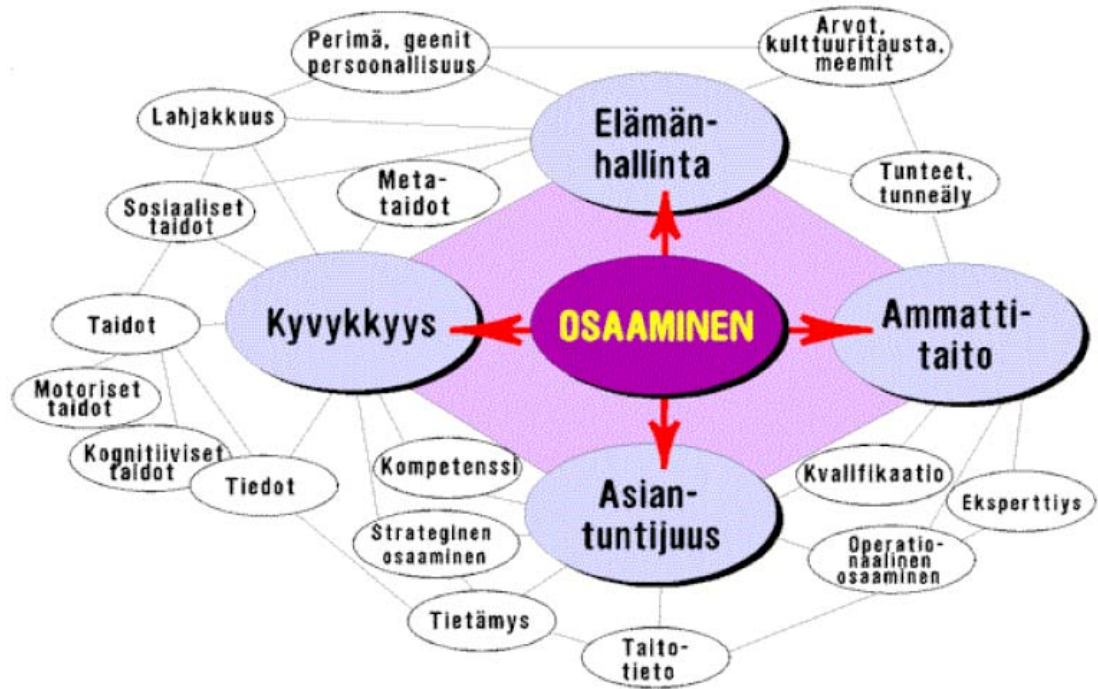 Perimä, geenit
persoonallisuus
Arvot,
kulttuuritausta,
meemit
Lahjakkuus
Elämän-
hallinta
Meta-
taidot
Tunteet,
tunneäly
Sosiaaliset
taidot
Taidot
Kyvykkyys
OSAAMINEN
Ammatti-
taito
Motoriset
taidot
Kognitiiviset
taidot
Tiedot
Kompetenssi
Asian-
tuntijuus
Kvalifikaatio
Eksperttiys
Strateginen
osaaminen
Operatio-
naalinen
osaaminen
Tietämys
Taito-
tieto